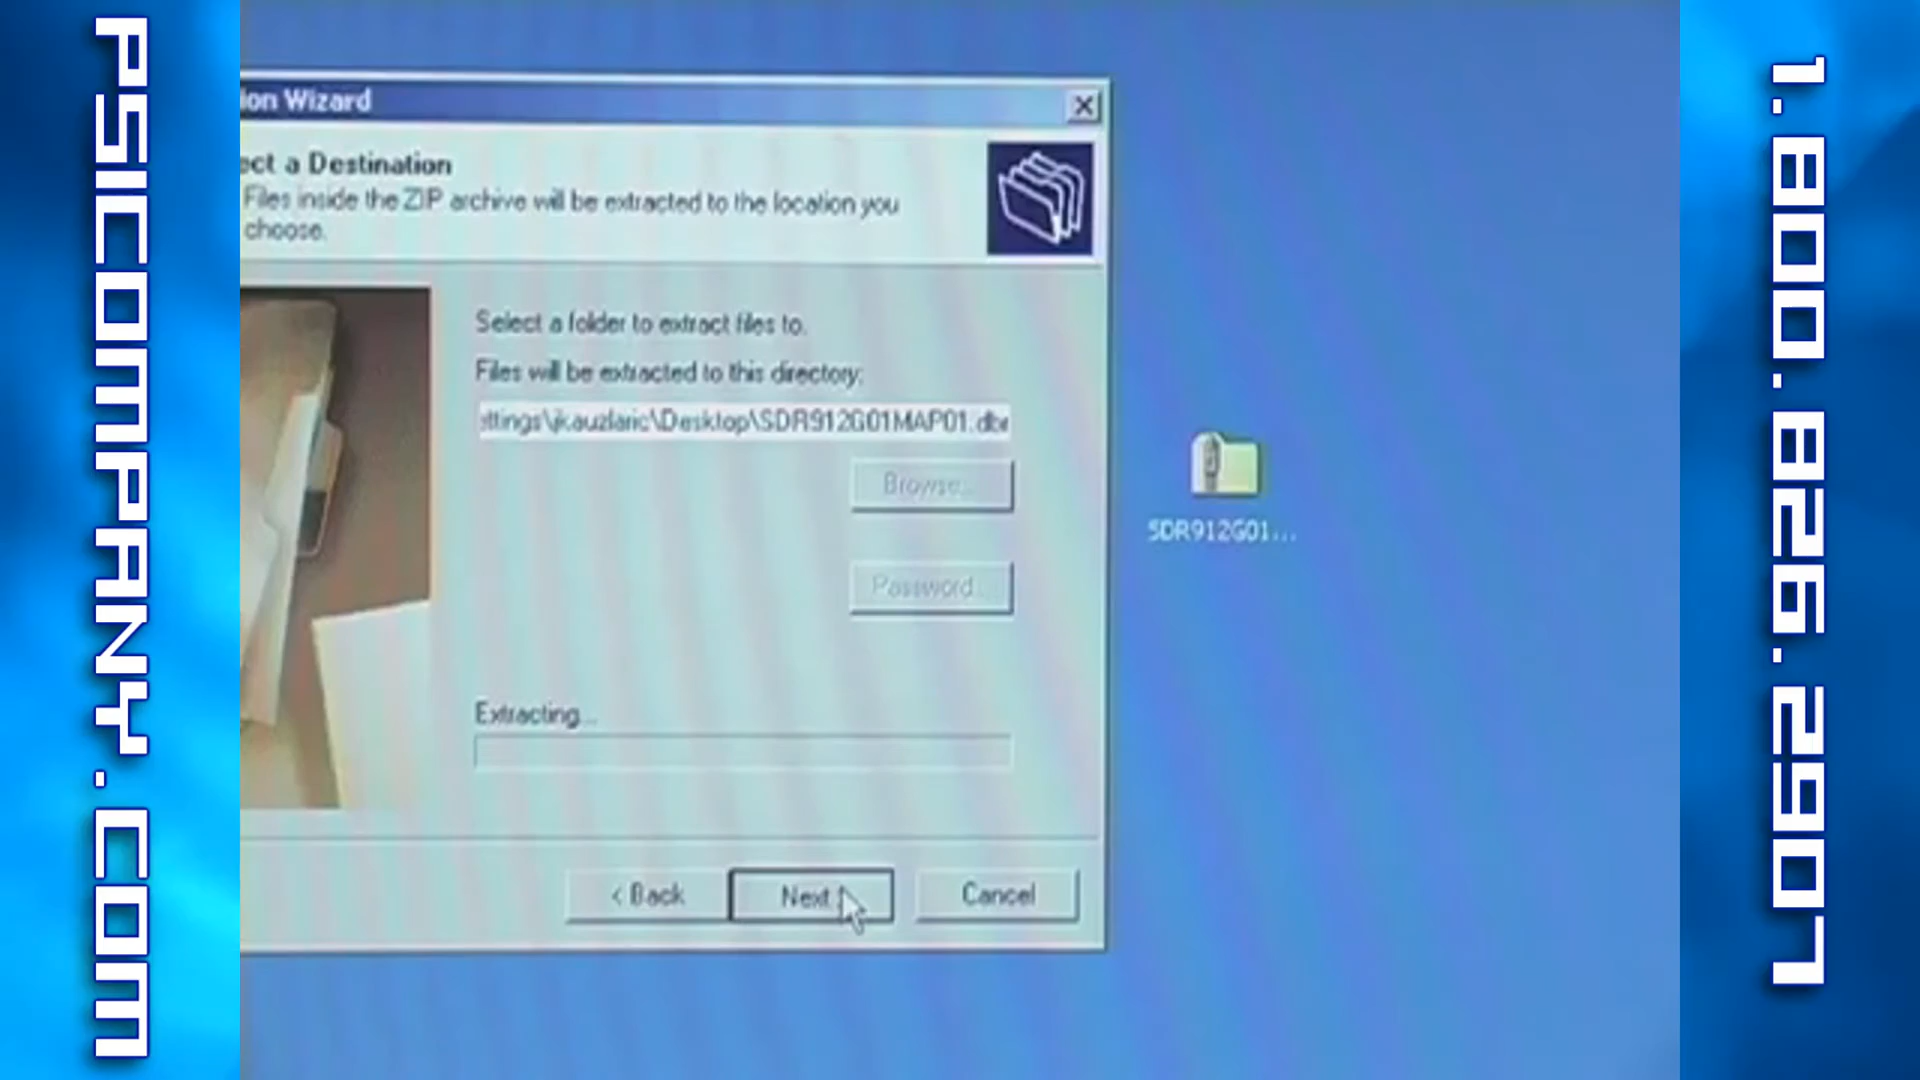 PSICOMPANY.COM
ion Wizard
ect a Destination
Files inside the ZIP archive will be extracted to the location you
choose.
Select a folder to extract files to.
Files will be extracted to this directory:
ttings\jkauzlaric\Desktop\SDR912G01MAP01.dbe
Browse...
Password...
Extracting...
< Back
Next
Cancel
SDR912G01...
1.800.826.2907